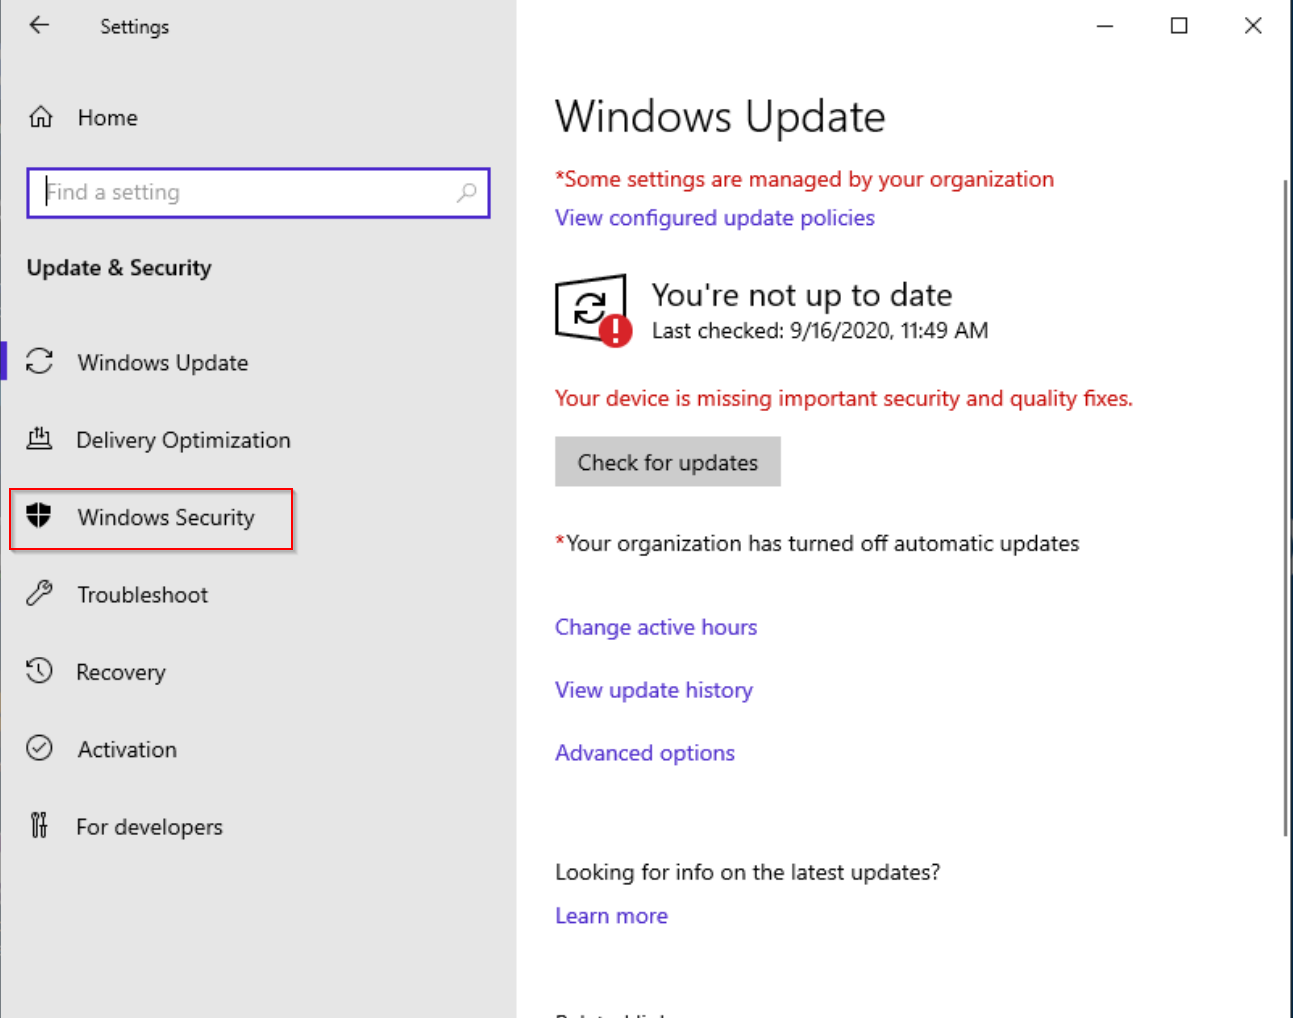 Settings
Home
Find a setting
Update & Security
Windows Update
Delivery Optimization
Windows Security
Troubleshoot
Recovery
Activation
For developers
Windows Update
*Some settings are managed by your organization
View configured update policies
You're not up to date
Last checked: 9/16/2020, 11:49 AM
Your device is missing important security and quality fixes.
Check for updates
*Your organization has turned off automatic updates
Change active hours
View update history
Advanced options
Looking for info on the latest updates?
Learn more